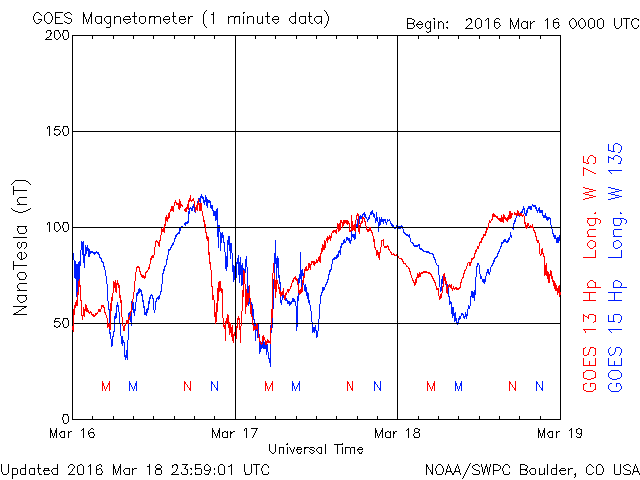 GOES Magnetometer (1 minute data)
Begin: 2016 Mar 16 0000 UTC
200
150
100
50
0
NanoTesla (nT)
M M N N M M N N M M N N
Mar 16 Mar 17 Mar 18 Mar 19
Universal Time
GOES 13 Hp Long. W 75
GOES 15 Hp Long. W 135
Updated 2016 Mar 18 23:59:01 UTC
NOAA/SWPC Boulder, CO USA